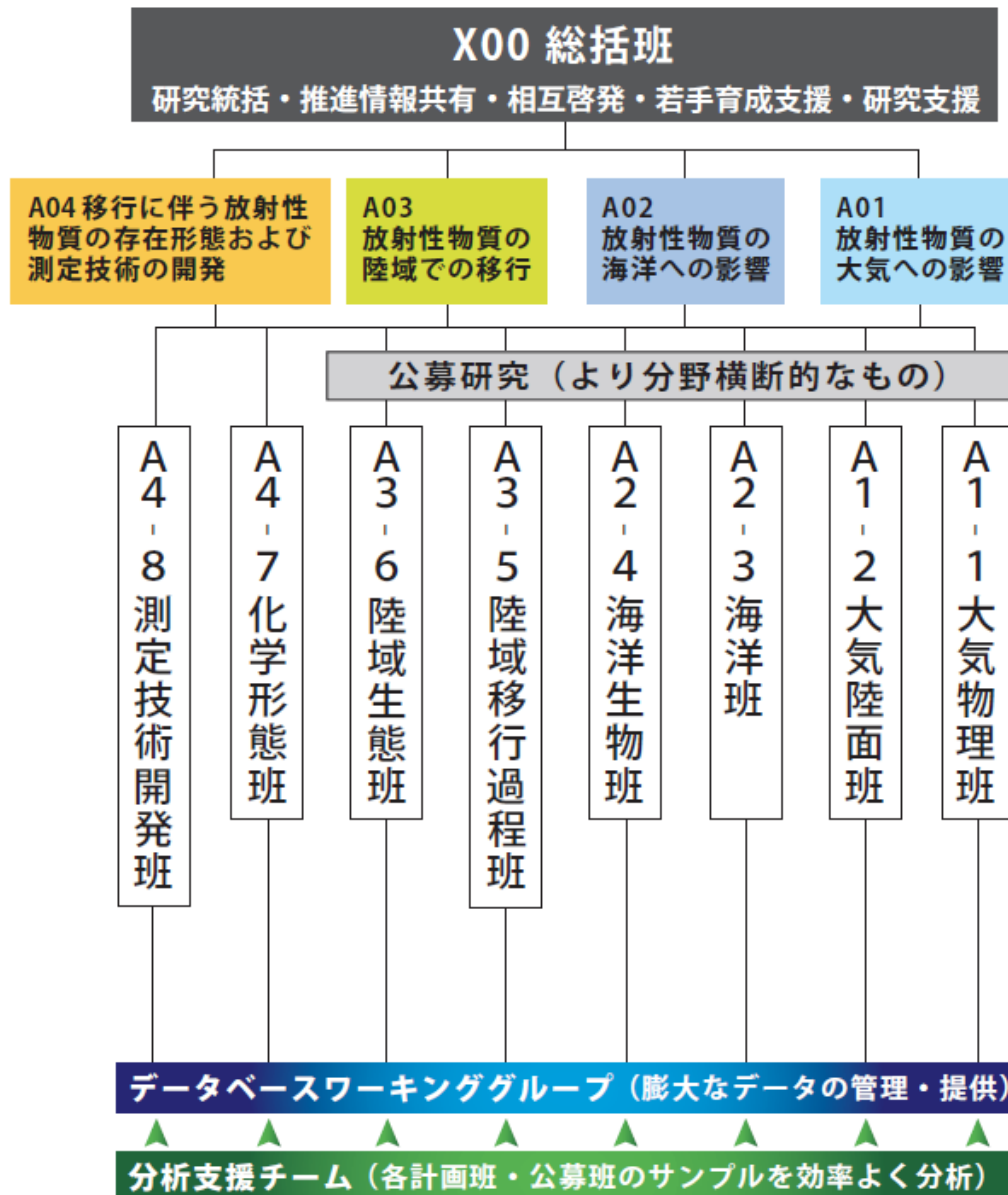 X00 総括班
研究統括・推進情報共有・相互啓発・若手育成支援・研究支援
A04 移行に伴う放射性
物質の存在形態および
測定技術の開発
A03
放射性物質の
陸域での移行
A02
放射性物質の
海洋への影響
A01
放射性物質の
大気への影響
公募研究（より分野横断的なもの）
A4-8測定技術開発班
A4-7化学形態班
A3-6陸域生態班
A3-5陸域移行過程班
A2-4海洋生物班
A2-3海洋班
A1-2大気陸面班
A1-1大気物理班
データベースワーキンググループ（膨大なデータの管理・提供）
分析支援チーム（各計画班・公募班のサンプルを効率よく分析）